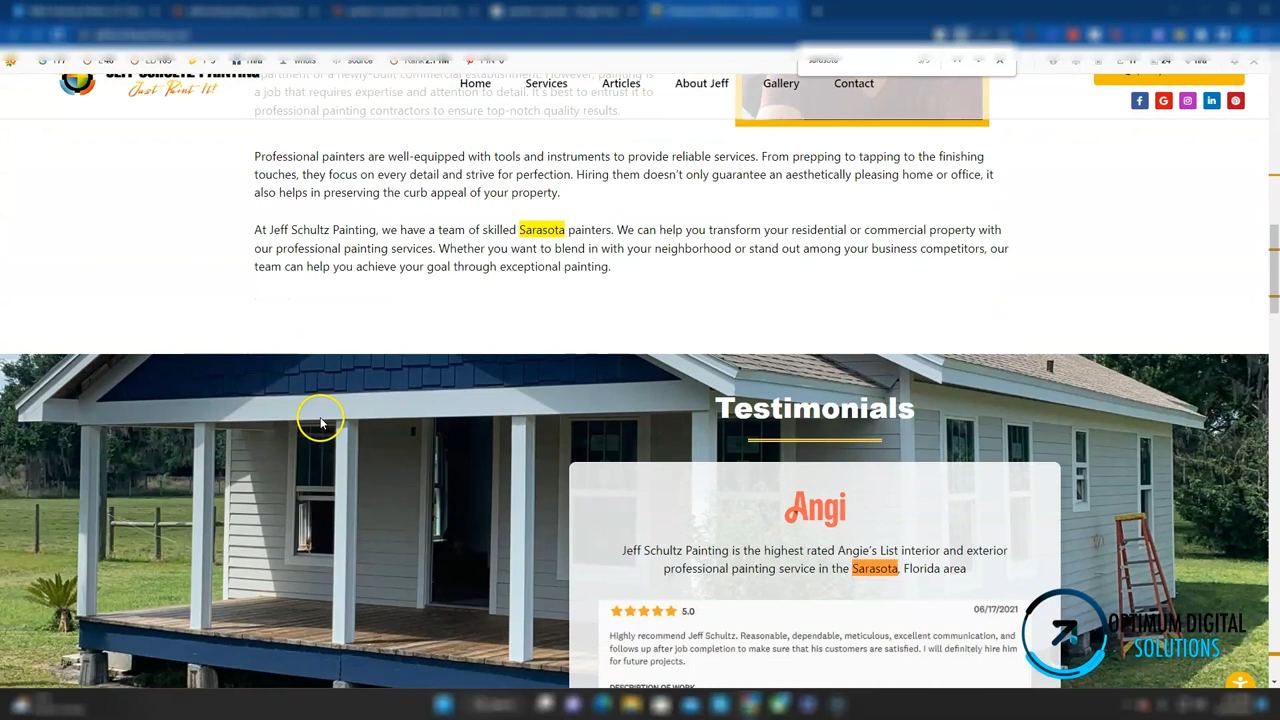 source
sarasota
JEFF SCHULTZ PAINTING
Just Paint It!
Home
Services
Articles
About Jeff
Gallery
Contact
a job that requires expertise and attention to detail. It's best to entrust it to
professional painting contractors to ensure top-notch quality results.
Professional painters are well-equipped with tools and instruments to provide reliable services. From prepping to tapping to the finishing
touches, they focus on every detail and strive for perfection. Hiring them doesn't only guarantee an aesthetically pleasing home or office, it
also helps in preserving the curb appeal of your property.
At Jeff Schultz Painting, we have a team of skilled Sarasota painters. We can help you transform your residential or commercial property with
our professional painting services. Whether you want to blend in with your neighborhood or stand out among your business competitors, our
team can help you achieve your goal through exceptional painting.
Testimonials
Angi
Jeff Schultz Painting is the highest rated Angie's List interior and exterior
professional painting service in the Sarasota, Florida area
5.0
06/17/2021
Highly recommend Jeff Schultz. Reasonable, dependable, meticulous, excellent communication, and
follows up after job completion to make sure that his customers are satisfied. I will definitely hire him
for future projects.
DESCRIPTION OF WORK
OPTIMUM DIGITAL
SOLUTIONS